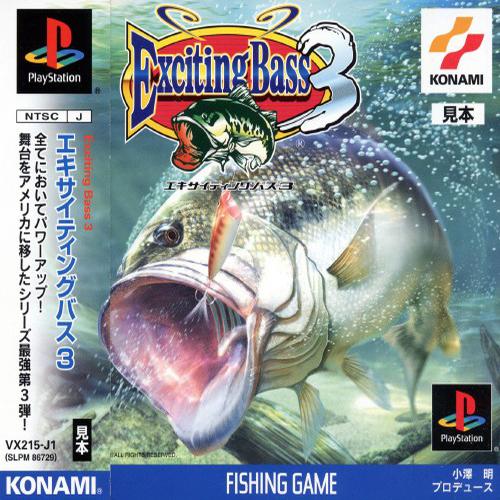 PlayStation
NTSC J
Exciting Bass 3
エキサイティングバス3
全てにおいてパワーアップ!
舞台をアメリカに移したシリーズ最強第3弾!
見本
VX215-J1
(SLPM 86729)
KONAMI®
Exciting Bass 3
®
エキサイティングバス3
KONAMI
見本
©ALL RIGHTS RESERVED.
FISHING GAME
PlayStation
小澤 明
プロデュース